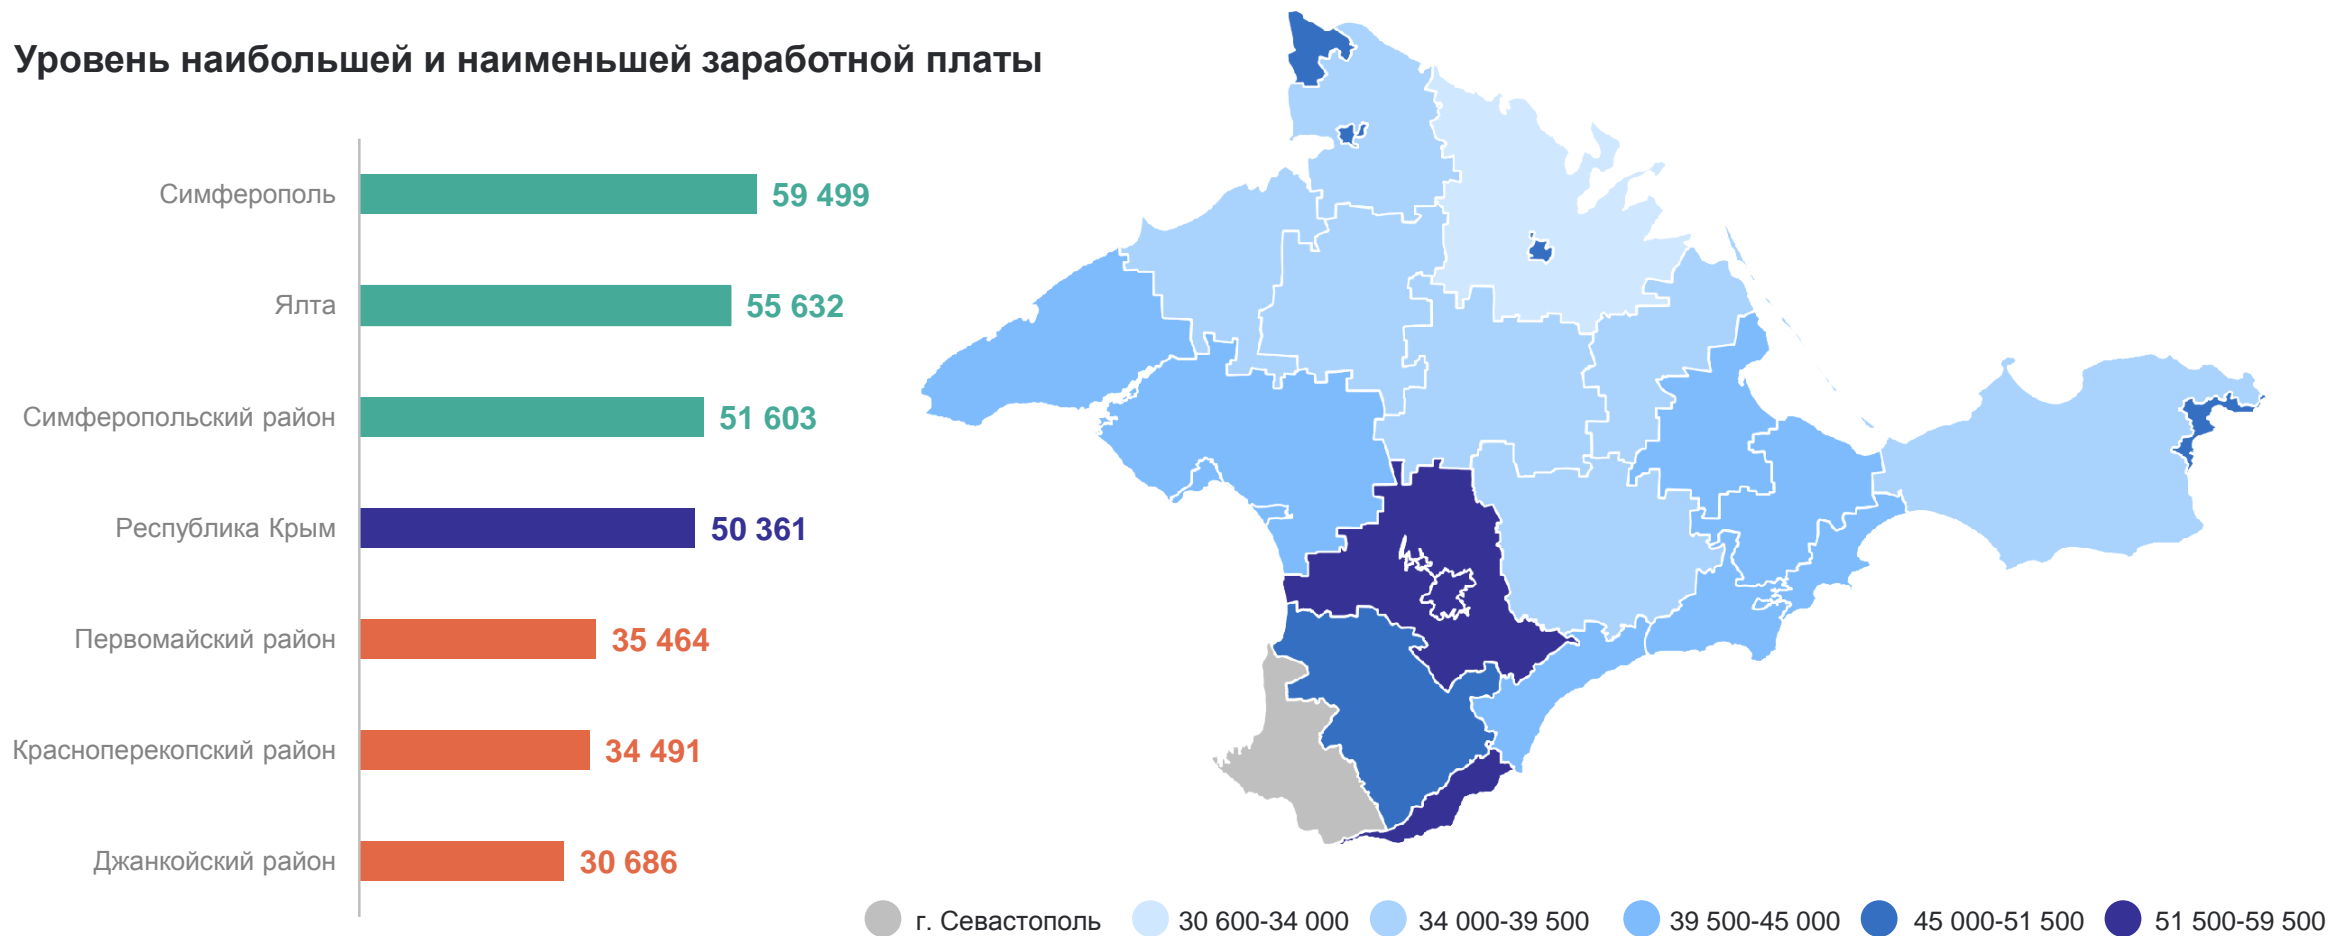 Уровень наибольшей и наименьшей заработной платы
Симферополь 59 499
Ялта 55 632
Симферопольский район 51 603
Республика Крым 50 361
Первомайский район 35 464
Красноперекопский район 34 491
Джанкойский район 30 686
г. Севастополь 30 600-34 000 34 000-39 500 39 500-45 000 45 000-51 500 51 500-59 500